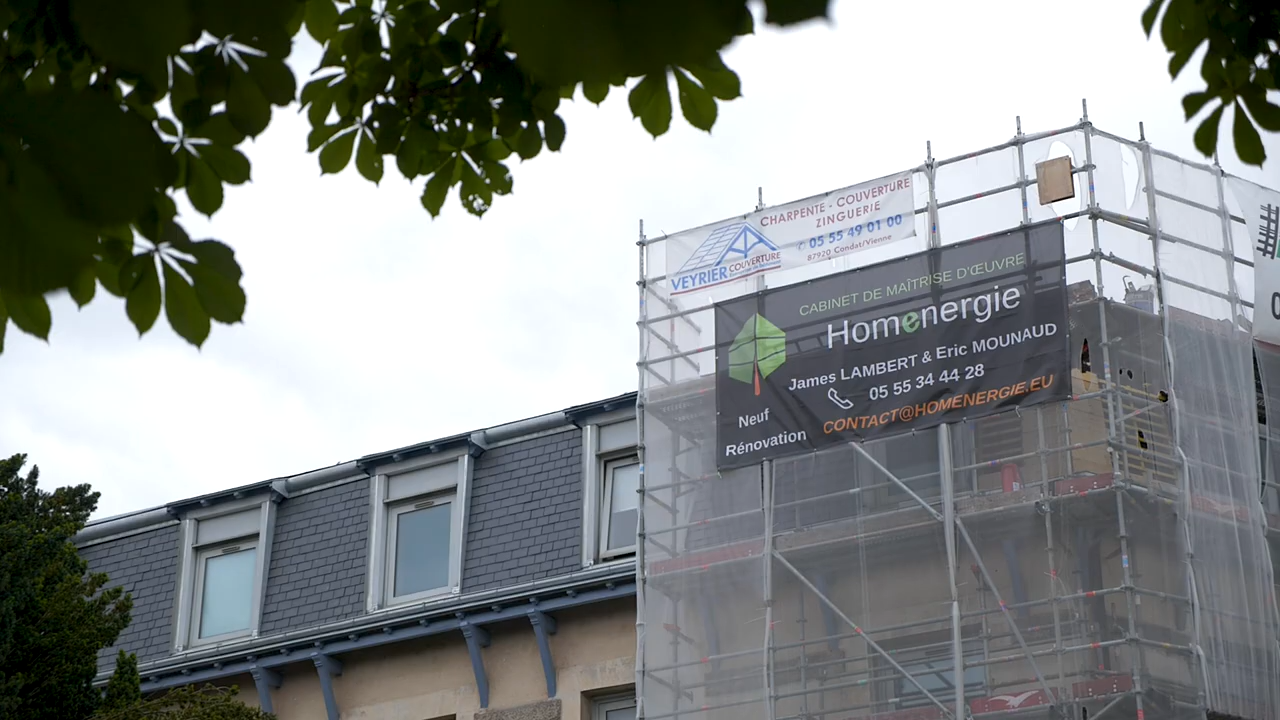 CHARPENTE - COUVERTURE
ZINGUERIE
05 55 49 01 00
87920 Condat/Vienne
VEYRIER COUVERTURE
CABINET DE MAÎTRISE D'ŒUVRE
Homenergie
James LAMBERT & Eric MOUNAUD
05 55 34 44 28
CONTACT@HOMENERGIE.EU
Neuf
Rénovation